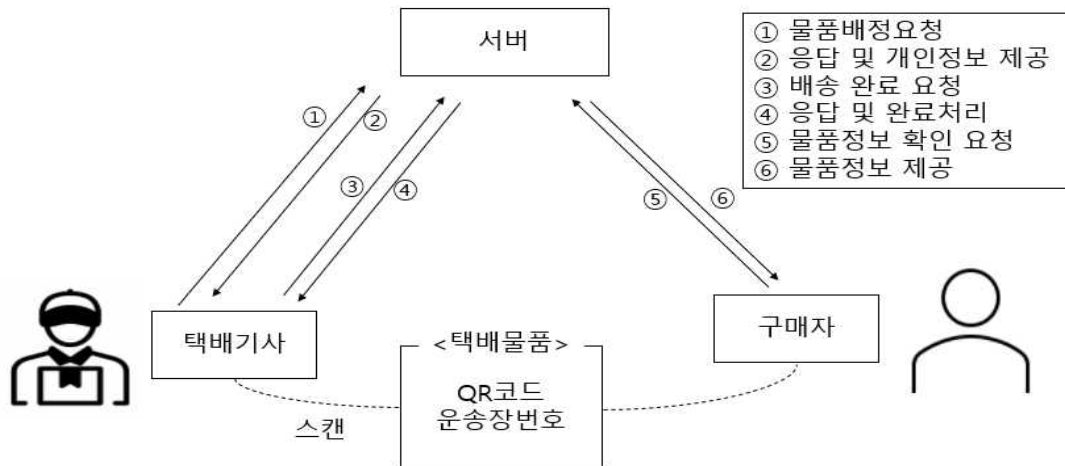 서버
① 물품배정요청
② 응답 및 개인정보 제공
③ 배송 완료 요청
④ 응답 및 완료처리
⑤ 물품정보 확인 요청
⑥ 물품정보 제공
①
②
③
④
⑤
⑥
택배기사
<택배물품>
구매자
QR코드
운송장번호
스캔